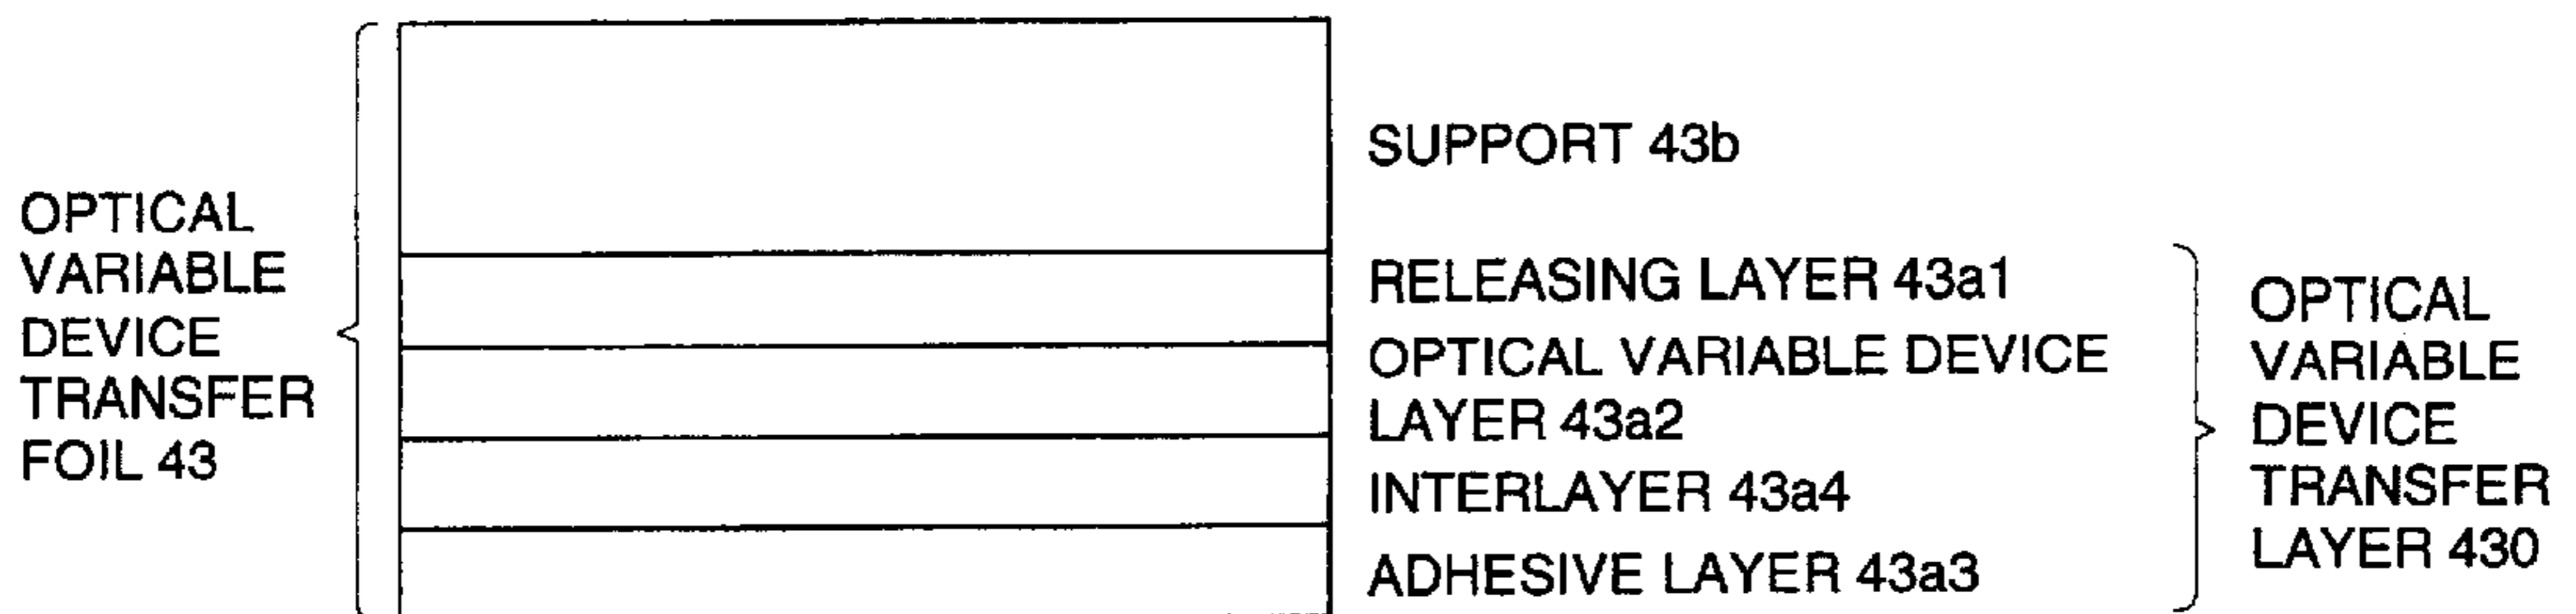 OPTICAL
VARIABLE
DEVICE
TRANSFER
FOIL 43
SUPPORT 43b
RELEASING LAYER 43a1
OPTICAL VARIABLE DEVICE
LAYER 43a2
INTERLAYER 43a4
ADHESIVE LAYER 43a3
OPTICAL
VARIABLE
DEVICE
TRANSFER
LAYER 430